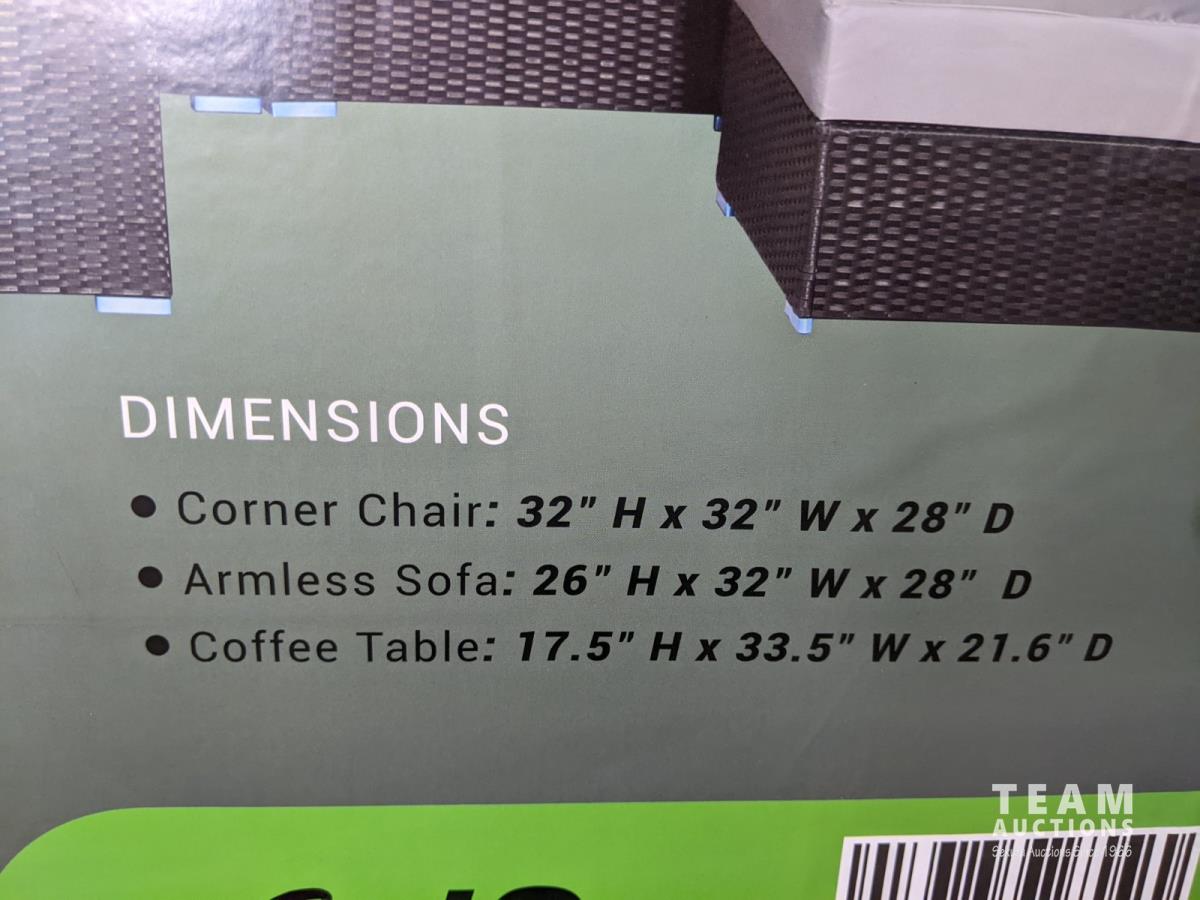 DIMENSIONS
• Corner Chair: 32” H x 32” W x 28” D
• Armless Sofa: 26” H x 32” W x 28” D
• Coffee Table: 17.5” H x 33.5” W x 21.6” D
TEAM
AUCTIONS